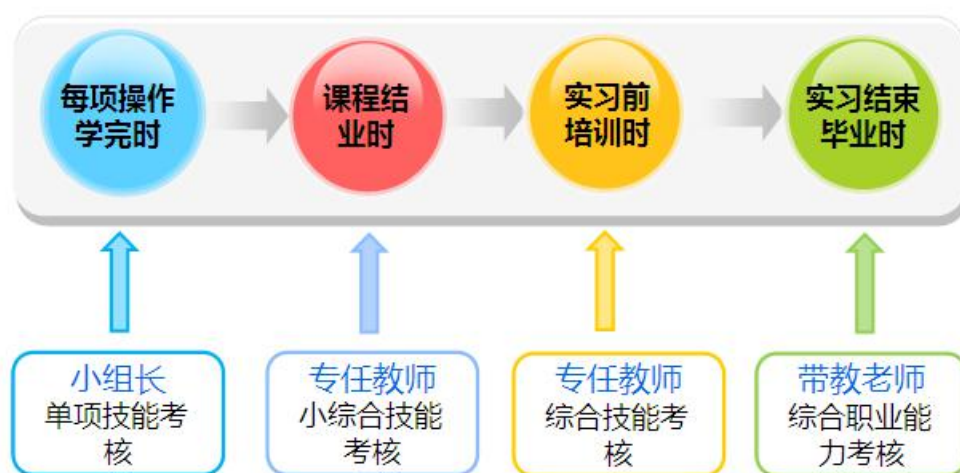 每项操作
学完时
课程结
业时
实习前
培训时
实习结束
毕业时
小组长
单项技能考
核
专任教师
小综合技能
考核
专任教师
综合技能考
核
带教老师
综合职业能
力考核